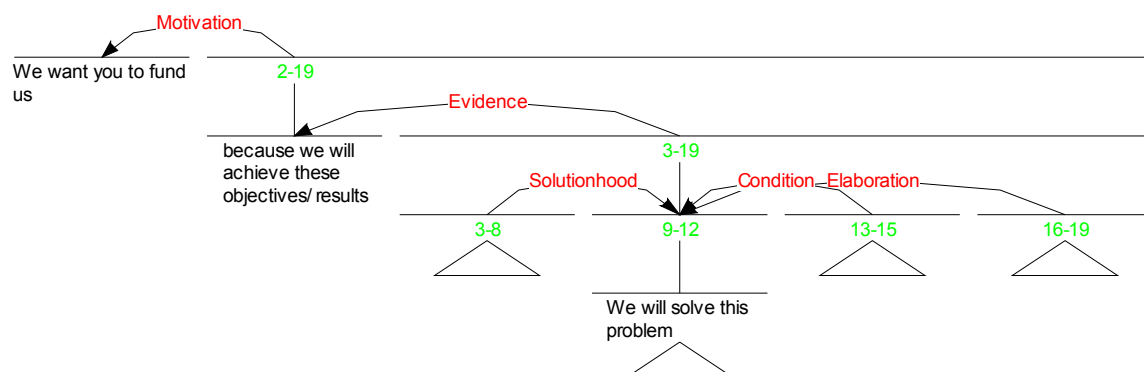 Motivation
We want you to fund
us
2-19
Evidence
because we will
achieve these
objectives/ results
3-19
Solutionhood
Condition
Elaboration
3-8
9-12
13-15
16-19
We will solve this
problem